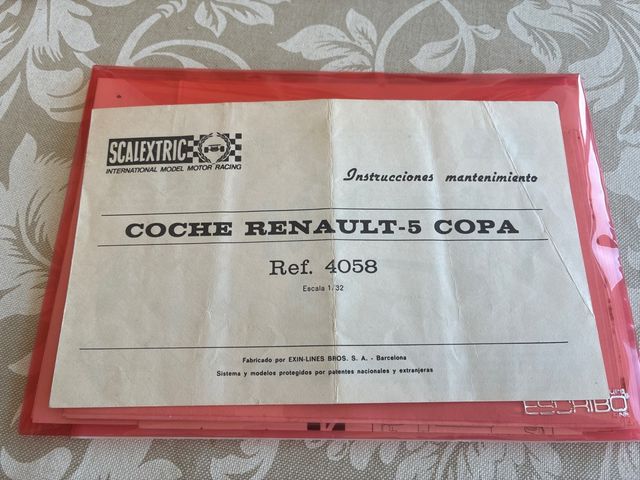 SCALEXTRIC
INTERNATIONAL MODEL MOTOR RACING
Instrucciones mantenimiento
COCHE RENAULT-5 COPA
Ref. 4058
Escala 1/32
Fabricado por EXIN-LINES BROS. S. A. - Barcelona
Sistema y modelos protegidos por patentes nacionales y extranjeras
ESCRIBO